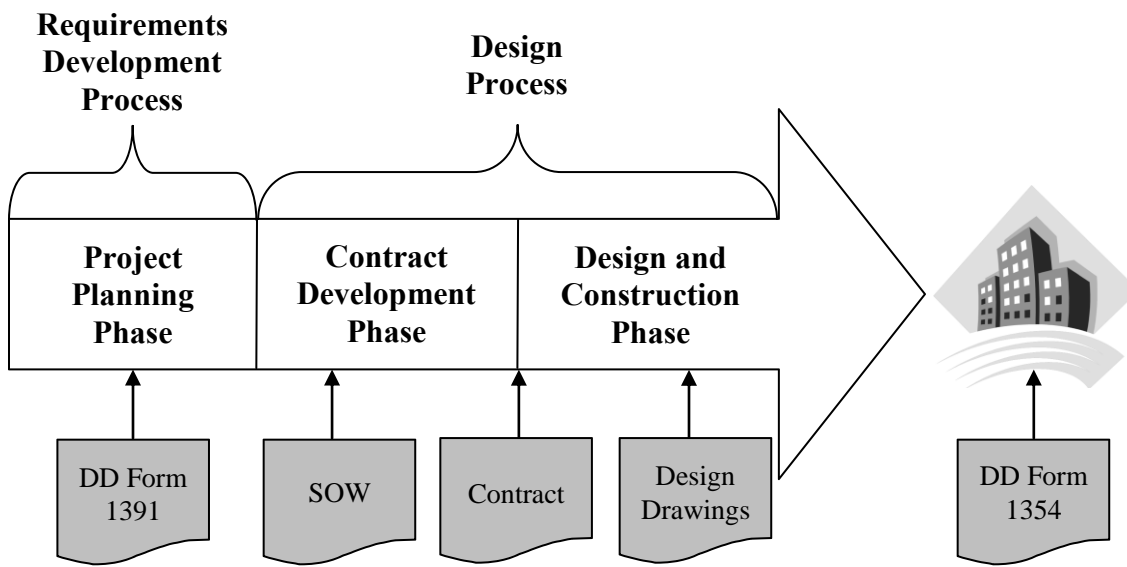 Requirements
Development
Process
Design
Process
Project
Planning
Phase
Contract
Development
Phase
Design and
Construction
Phase
DD Form
1391
SOW
Contract
Design
Drawings
DD Form
1354